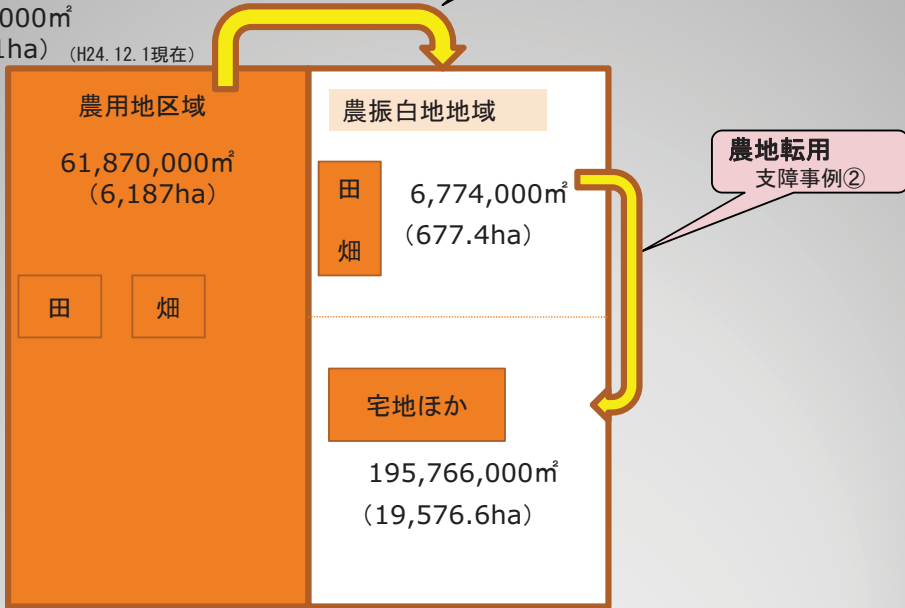 000㎡
1ha) (H24.12.1現在)
農用地区域
61,870,000㎡
(6,187ha)
田
畑
農振白地地域
田
畑
6,774,000㎡
(677.4ha)
農地転用
支障事例②
宅地ほか
195,766,000㎡
(19,576.6ha)